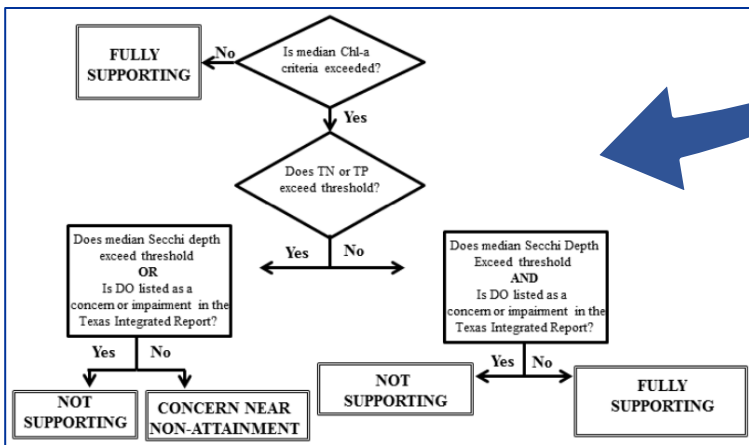 Is median Chl-a
criteria exceeded?
No
FULLY
SUPPORTING
Yes
Does TN or TP
exceed threshold?
Yes
No
Does median Secchi depth
exceed threshold
OR
Is DO listed as a
concern or impairment in the
Texas Integrated Report?
Does median Secchi Depth
Exceed threshold
AND
Is DO listed as a
concern or impairment in the
Texas Integrated Report?
Yes
No
NOT
SUPPORTING
CONCERN NEAR
NON-ATTAINMENT
Yes
No
NOT
SUPPORTING
FULLY
SUPPORTING